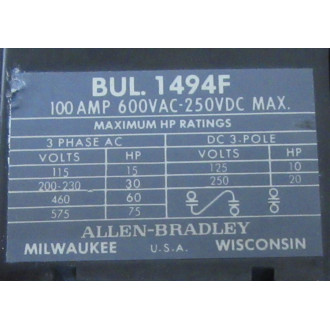 BUL. 1494F
100 AMP 600VAC-250VDC MAX.
MAXIMUM HP RATINGS
3 PHASE AC DC 3-POLE
VOLTS HP VOLTS HP
115 15 125 10
200-230 30 250 20
460 60
575 75
ALLEN-BRADLEY
MILWAUKEE U.S.A. WISCONSIN